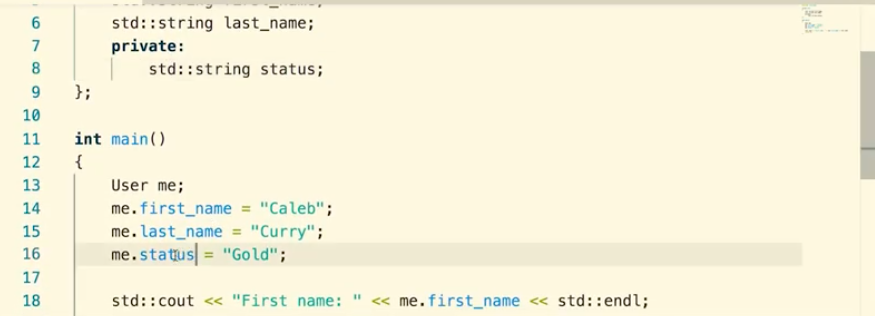 6 std::string last_name;
7 private:
8 std::string status;
9 };
10
11 int main()
12 {
13 User me;
14 me.first_name = "Caleb";
15 me.last_name = "Curry";
16 me.status = "Gold";
17
18 std::cout << "First name: " << me.first_name << std::endl;